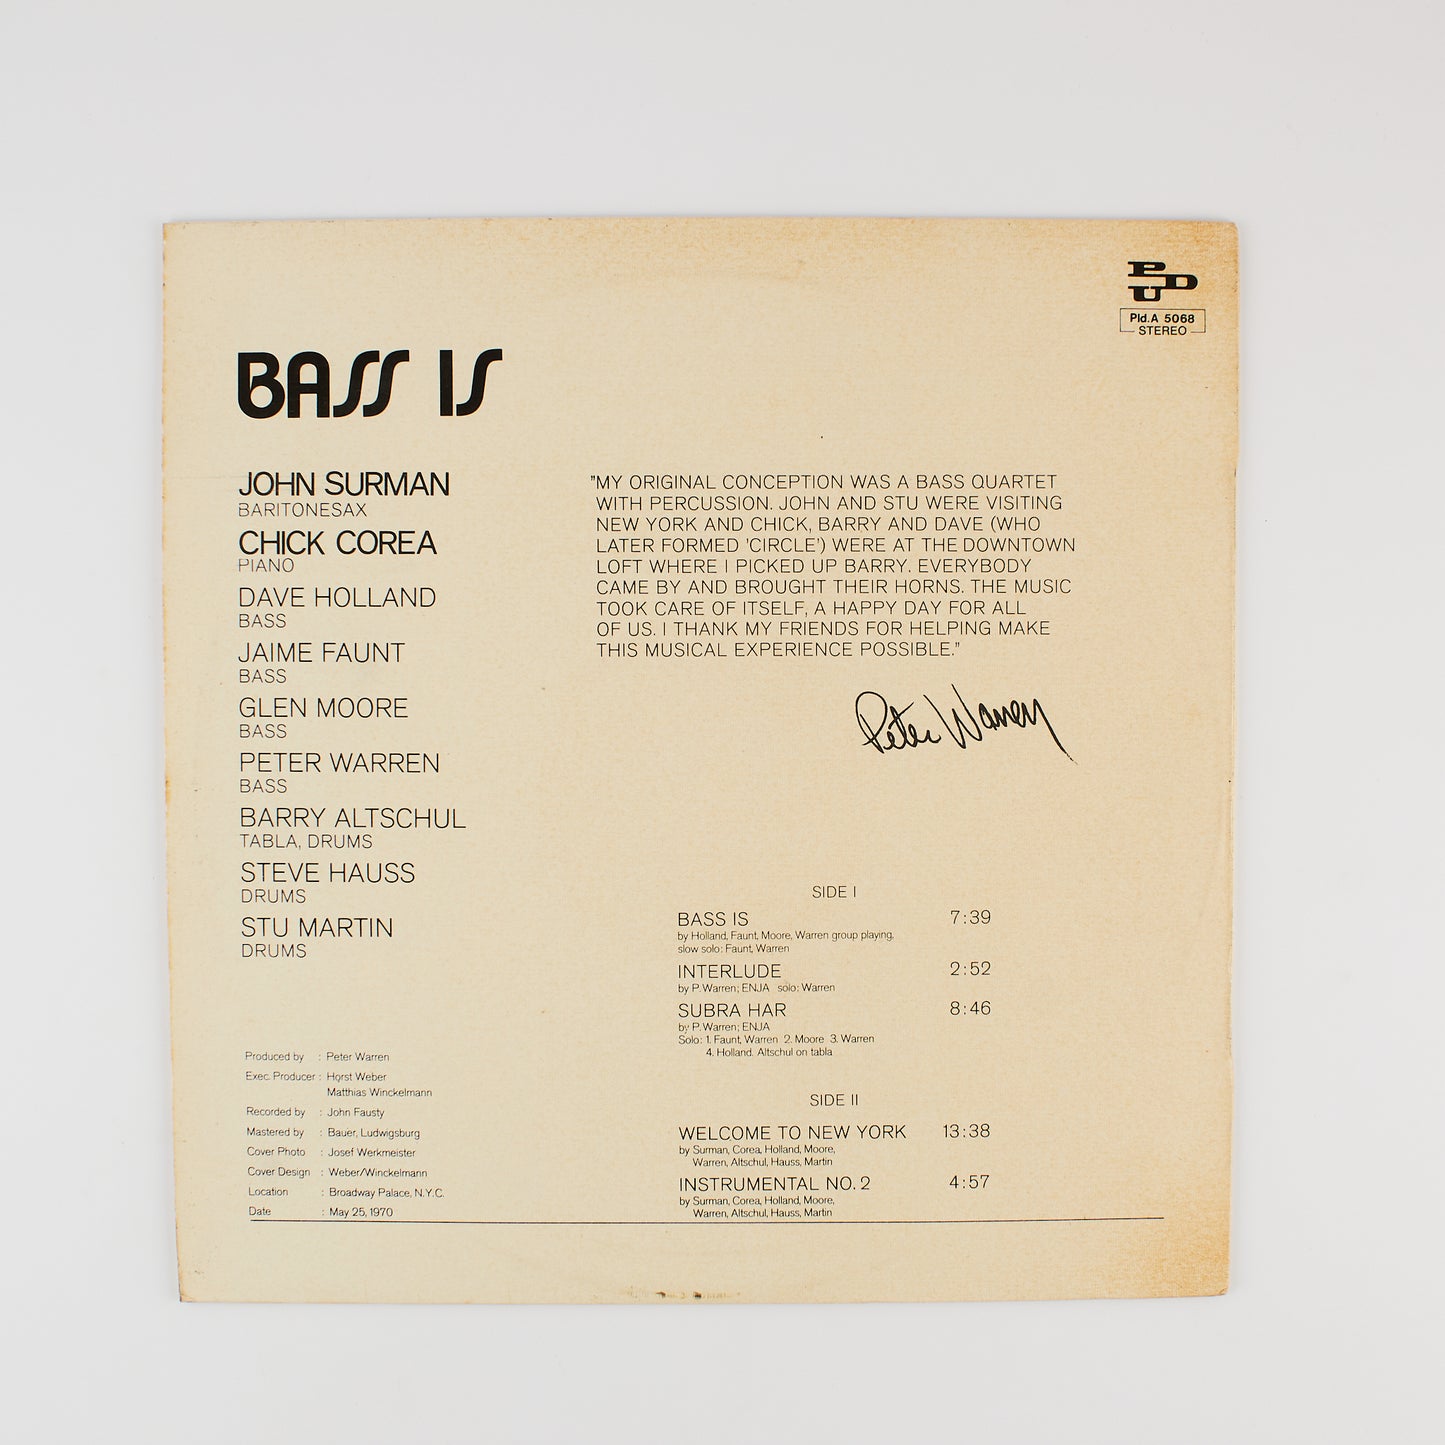 PDU
Pld.A 5068
STEREO
BASS IS
JOHN SURMAN
BARITONESAX
CHICK COREA
PIANO
DAVE HOLLAND
BASS
JAIME FAUNT
BASS
GLEN MOORE
BASS
PETER WARREN
BASS
BARRY ALTSCHUL
TABLA, DRUMS
STEVE HAUSS
DRUMS
STU MARTIN
DRUMS
"MY ORIGINAL CONCEPTION WAS A BASS QUARTET
WITH PERCUSSION. JOHN AND STU WERE VISITING
NEW YORK AND CHICK, BARRY AND DAVE (WHO
LATER FORMED 'CIRCLE') WERE AT THE DOWNTOWN
LOFT WHERE I PICKED UP BARRY. EVERYBODY
CAME BY AND BROUGHT THEIR HORNS. THE MUSIC
TOOK CARE OF ITSELF, A HAPPY DAY FOR ALL
OF US. I THANK MY FRIENDS FOR HELPING MAKE
THIS MUSICAL EXPERIENCE POSSIBLE."
Peter Warren
Produced by : Peter Warren
Exec. Producer : Horst Weber
Matthias Winckelmann
Recorded by : John Fausty
Mastered by : Bauer, Ludwigsburg
Cover Photo : Josef Werkmeister
Cover Design : Weber/Winckelmann
Location : Broadway Palace, N.Y.C.
Date : May 25, 1970
SIDE I
BASS IS 7:39
by Holland, Faunt, Moore, Warren group playing,
slow solo: Faunt, Warren
INTERLUDE 2:52
by P. Warren; ENJA solo: Warren
SUBRA HAR 8:46
by P. Warren; ENJA
Solo: 1. Faunt, Warren 2. Moore 3. Warren
4. Holland. Altschul on tabla
SIDE II
WELCOME TO NEW YORK 13:38
by Surman, Corea, Holland, Moore,
Warren, Altschul, Hauss, Martin
INSTRUMENTAL NO. 2 4:57
by Surman, Corea, Holland, Moore,
Warren, Altschul, Hauss, Martin